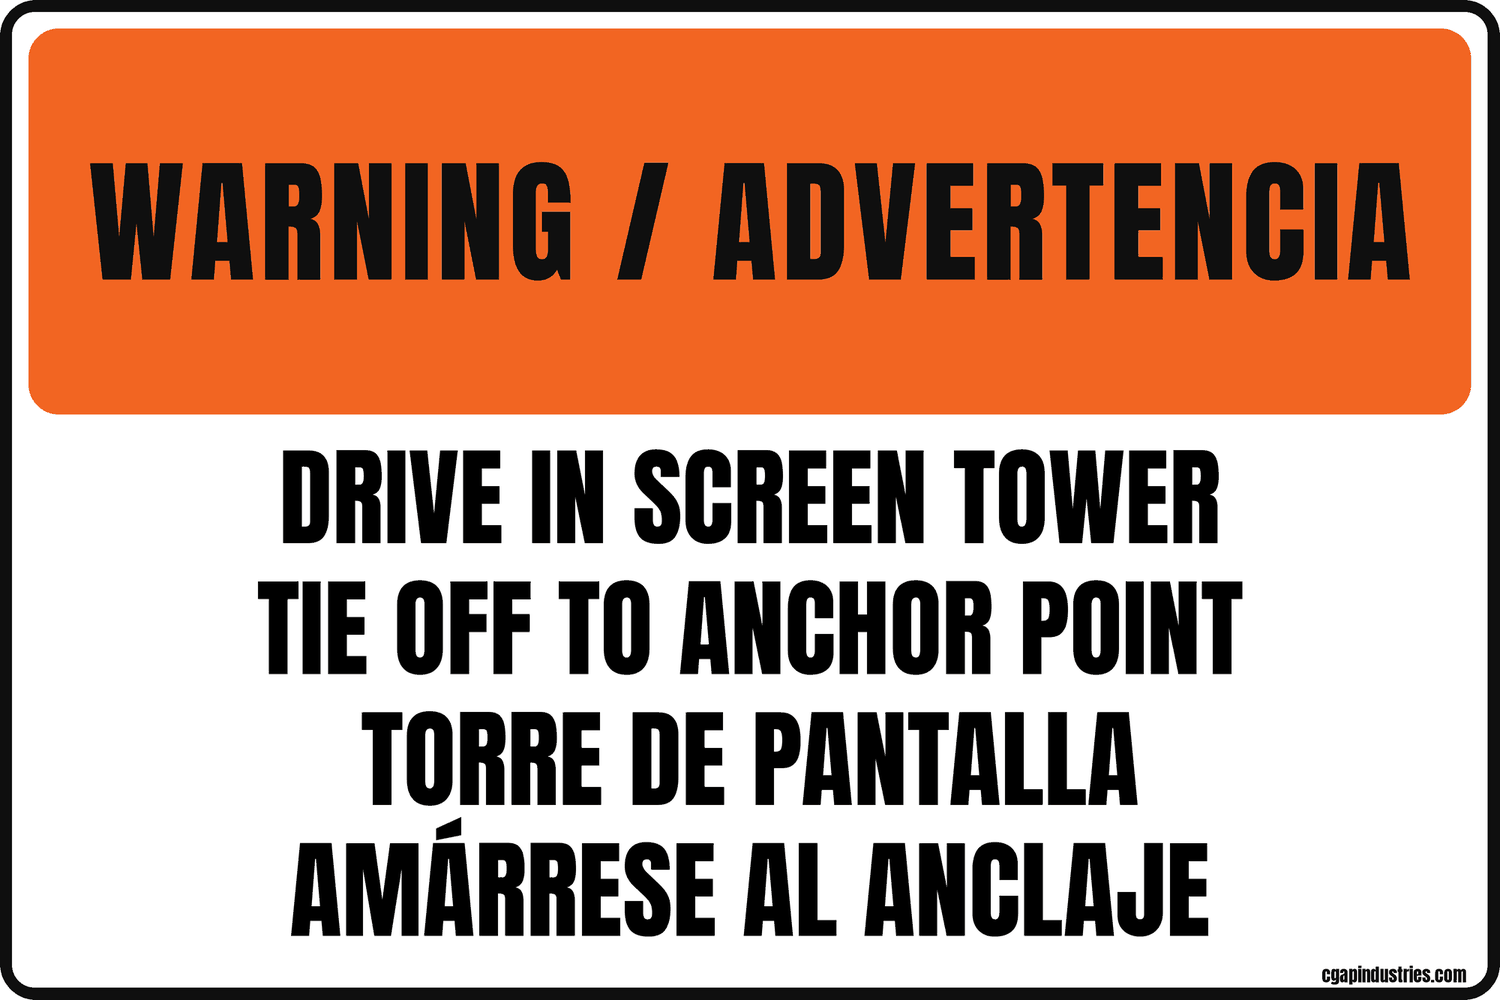 WARNING / ADVERTENCIA
DRIVE IN SCREEN TOWER
TIE OFF TO ANCHOR POINT
TORRE DE PANTALLA
AMÁRRESE AL ANCLAJE
cgapindustries.com